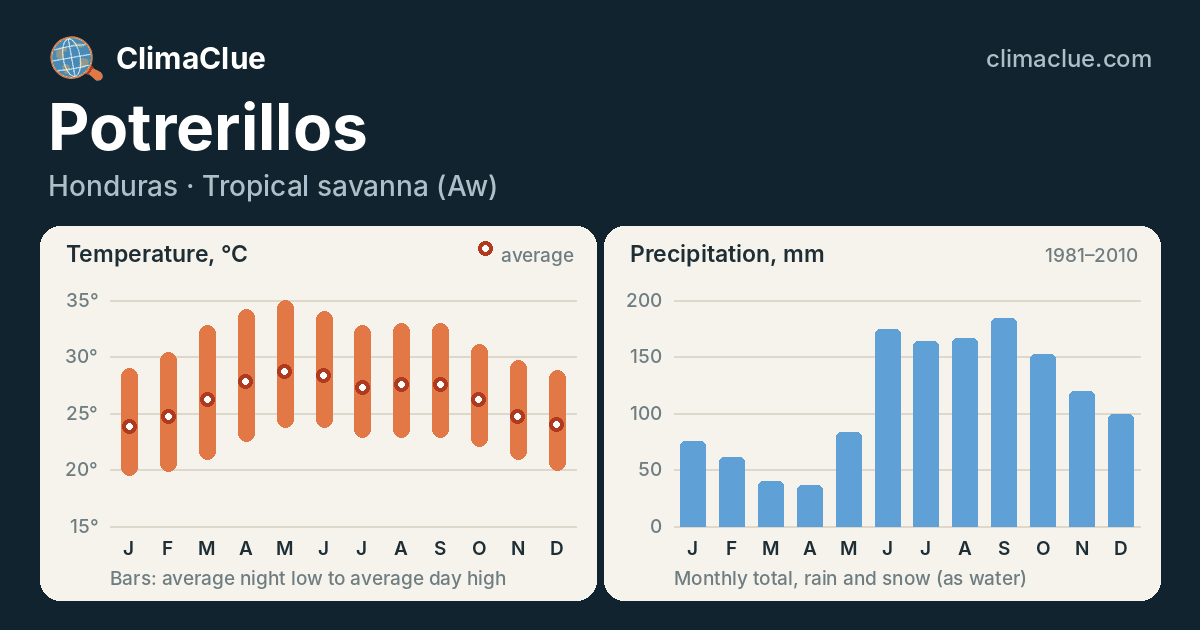 ClimaClue
climaclue.com
Potrerillos
Honduras · Tropical savanna (Aw)
Temperature, °C
average
35°
30°
25°
20°
15°
J F M A M J J A S O N D
Bars: average night low to average day high
Precipitation, mm
1981–2010
200
150
100
50
0
J F M A M J J A S O N D
Monthly total, rain and snow (as water)